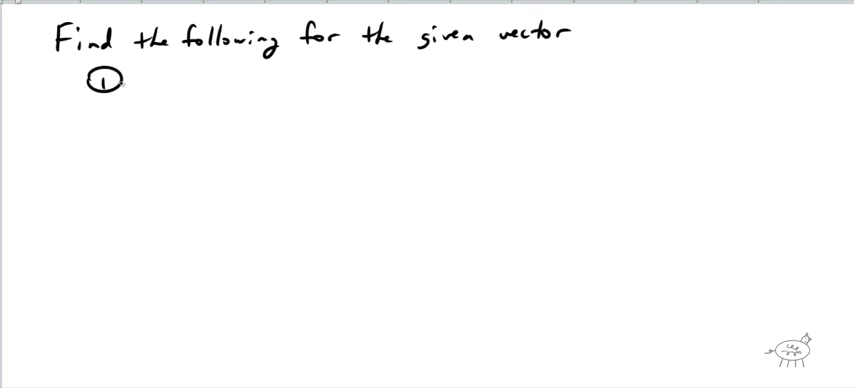 Find the following for the given vector
①